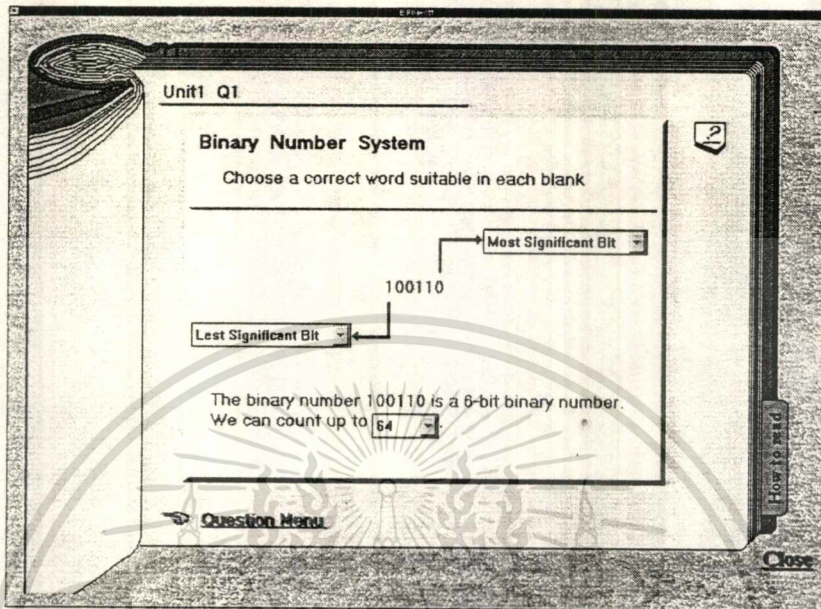 Unit1 Q1
Binary Number System
Choose a correct word suitable in each blank
Most Significant Bit
100110
Lest Significant Bit
The binary number 100110 is a 6-bit binary number.
We can count up to 64.
Question Menu
How to read
Close